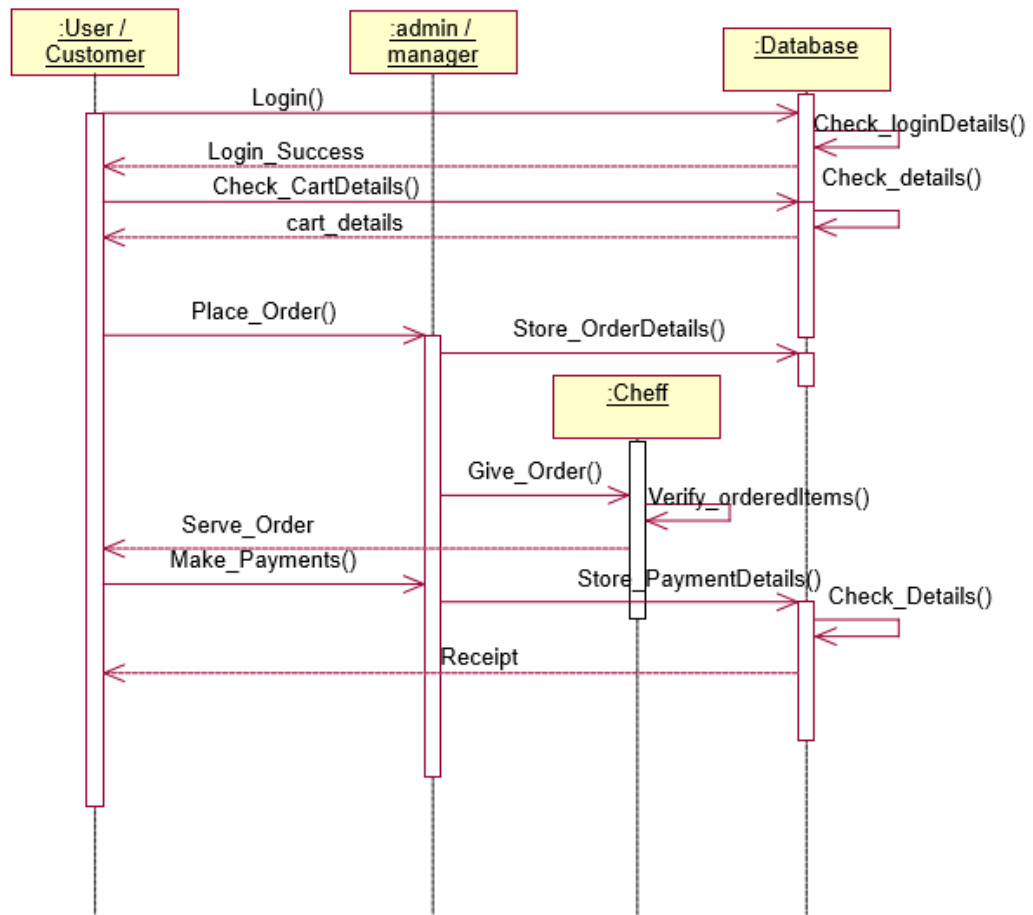 :User /
Customer
:admin /
manager
:Database
Login()
Check_loginDetails()
Login_Success
Check_details()
Check_CartDetails()
cart_details
Place_Order()
Store_OrderDetails()
:Cheff
Give_Order()
Verify_orderedItems()
Serve_Order
Make_Payments()
Store_PaymentDetails()
Check_Details()
Receipt